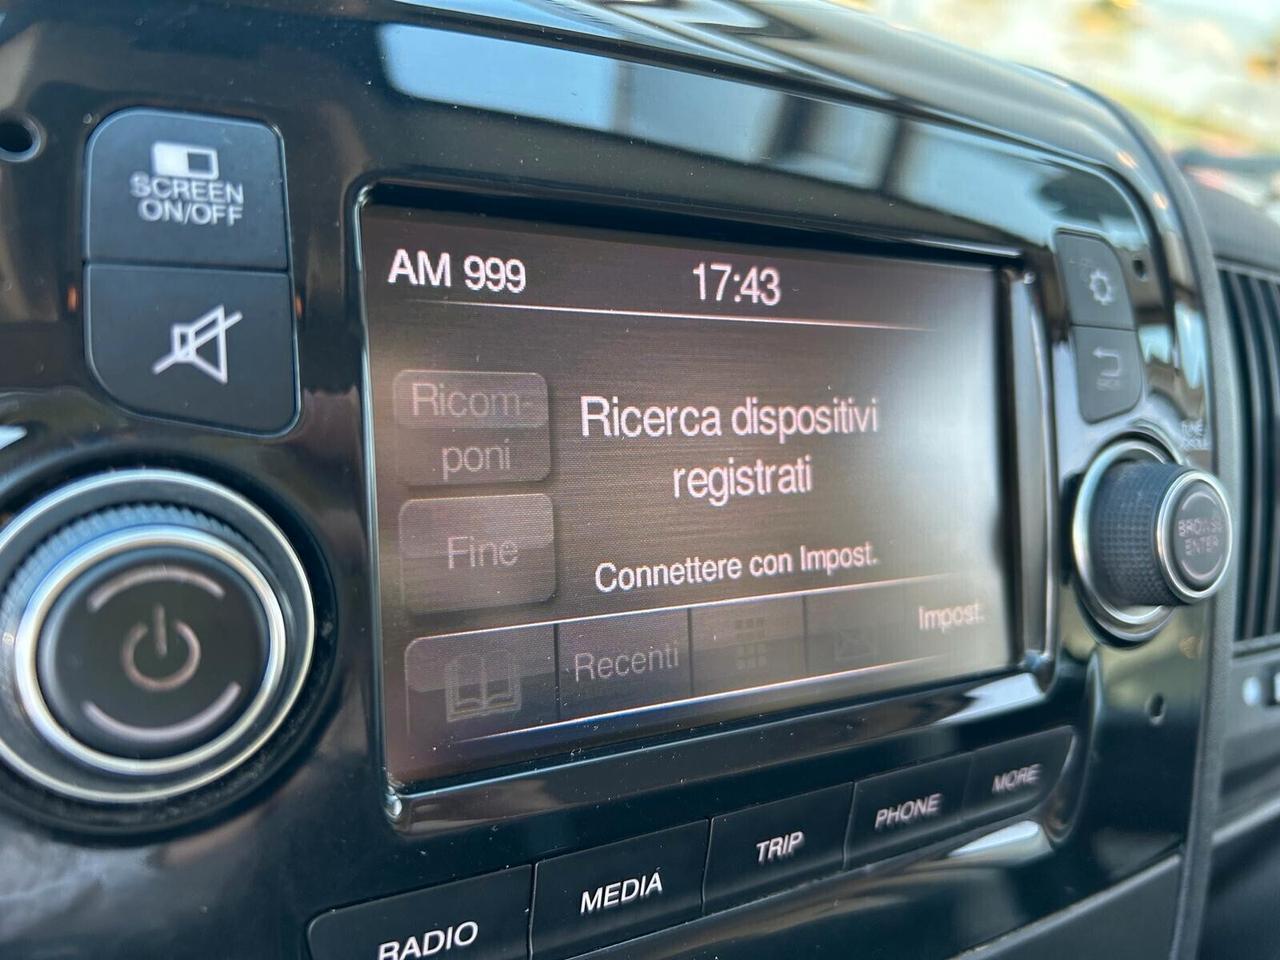 SCREEN
ON/OFF
AM 999
17:43
Ricom-
poni
Ricerca dispositivi
registrati
Fine
Connettere con Impost.
Recenti
Impost.
BROWSE
ENTER
RADIO
MEDIA
TRIP
PHONE
MORE